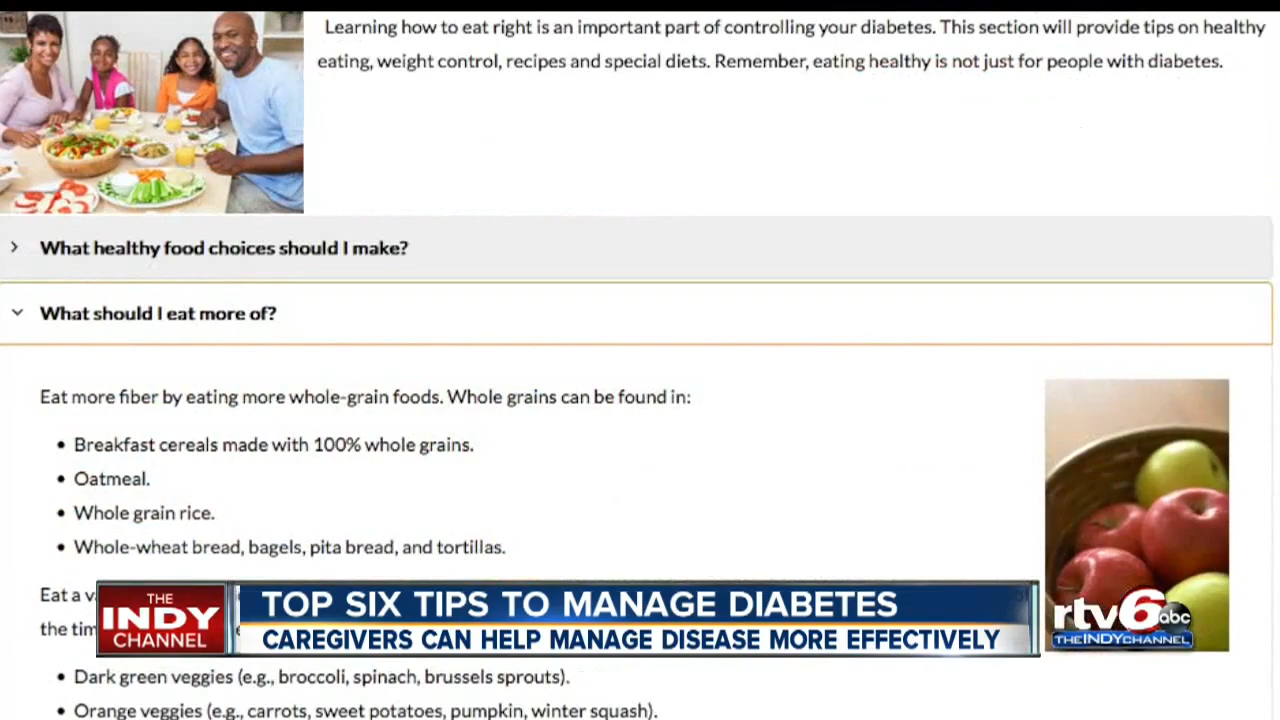 Learning how to eat right is an important part of controlling your diabetes. This section will provide tips on healthy
eating, weight control, recipes and special diets. Remember, eating healthy is not just for people with diabetes.
What healthy food choices should I make?
What should I eat more of?
Eat more fiber by eating more whole-grain foods. Whole grains can be found in:
• Breakfast cereals made with 100% whole grains.
• Oatmeal.
• Whole grain rice.
• Whole-wheat bread, bagels, pita bread, and tortillas.
Eat a
the
THE
INDY
CHANNEL
TOP SIX TIPS TO MANAGE DIABETES
CAREGIVERS CAN HELP MANAGE DISEASE MORE EFFECTIVELY
rtv6 abc
THEINDYCHANNEL
• Dark green veggies (e.g., broccoli, spinach, brussels sprouts).
• Orange veggies (e.g., carrots, sweet potatoes, pumpkin, winter squash).